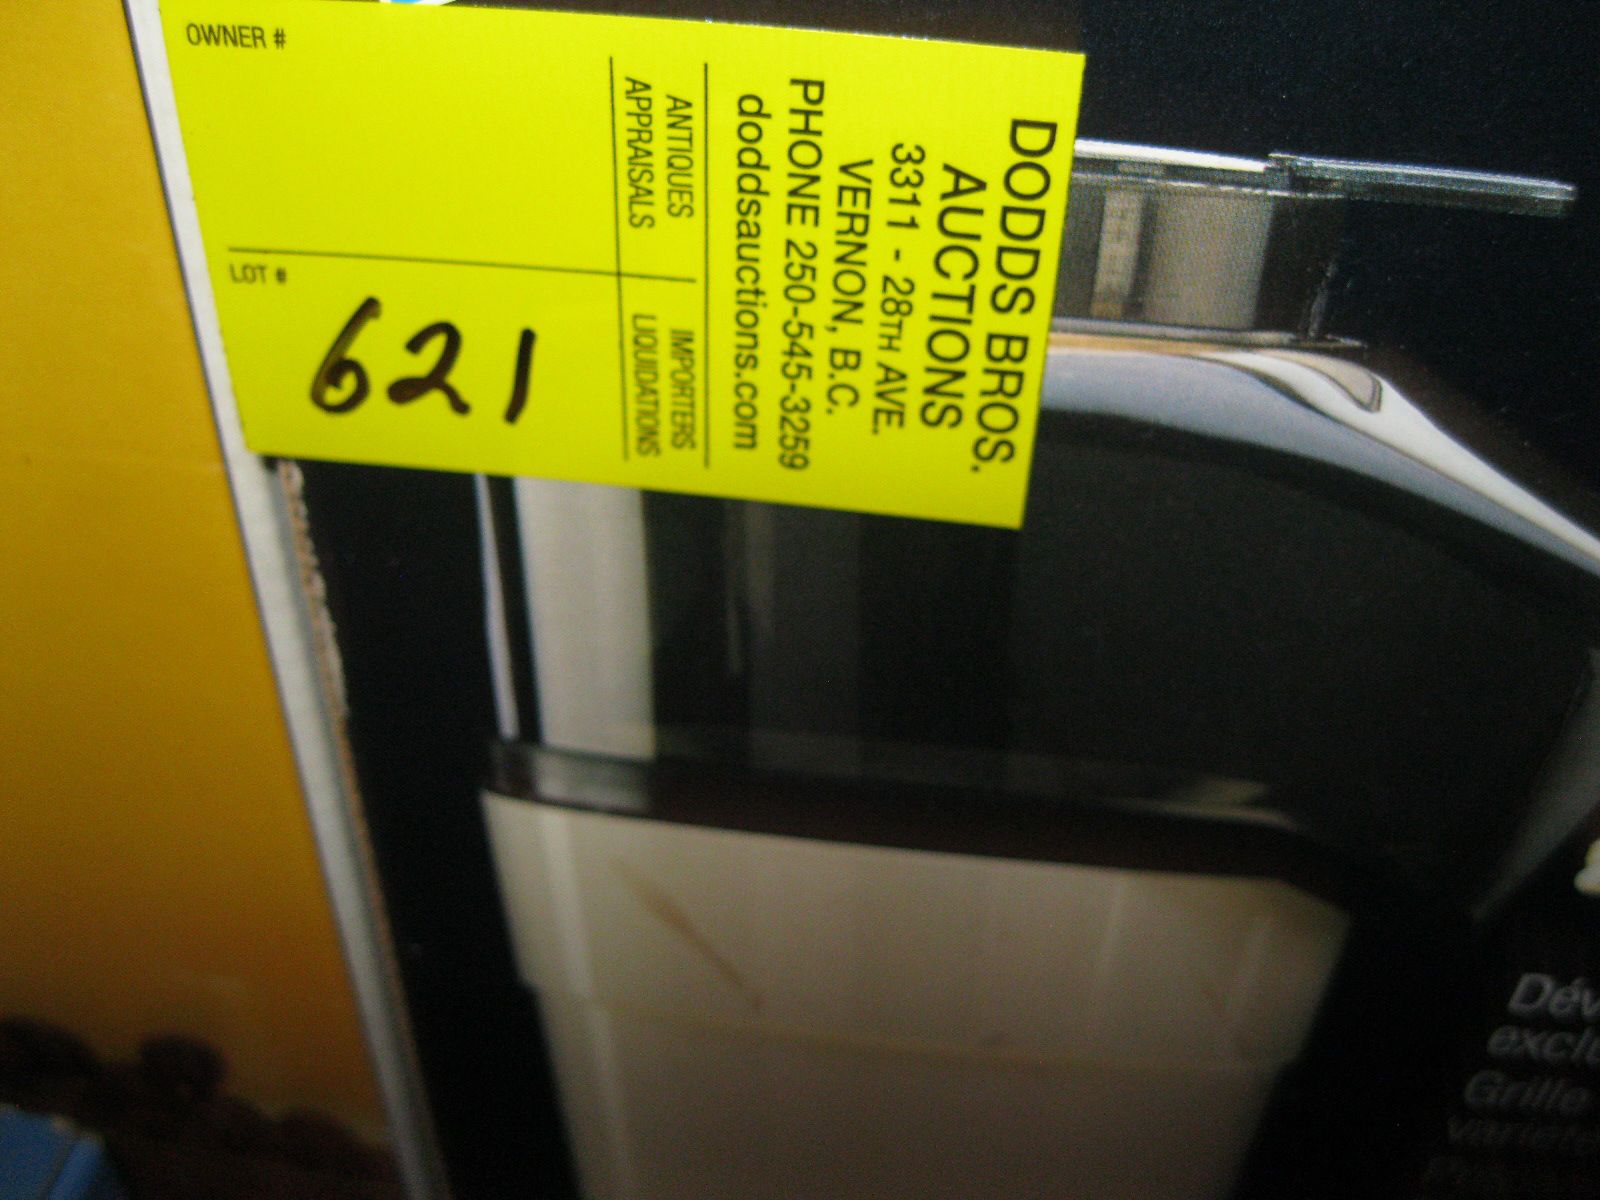 OWNER #
LOT #
621
DODDS BROS.
AUCTIONS
3311 - 28TH AVE.
VERNON, B.C.
PHONE 250-545-3259
doddsauctions.com
ANTIQUES IMPORTERS
APPRAISALS LIQUIDATIONS
Grille